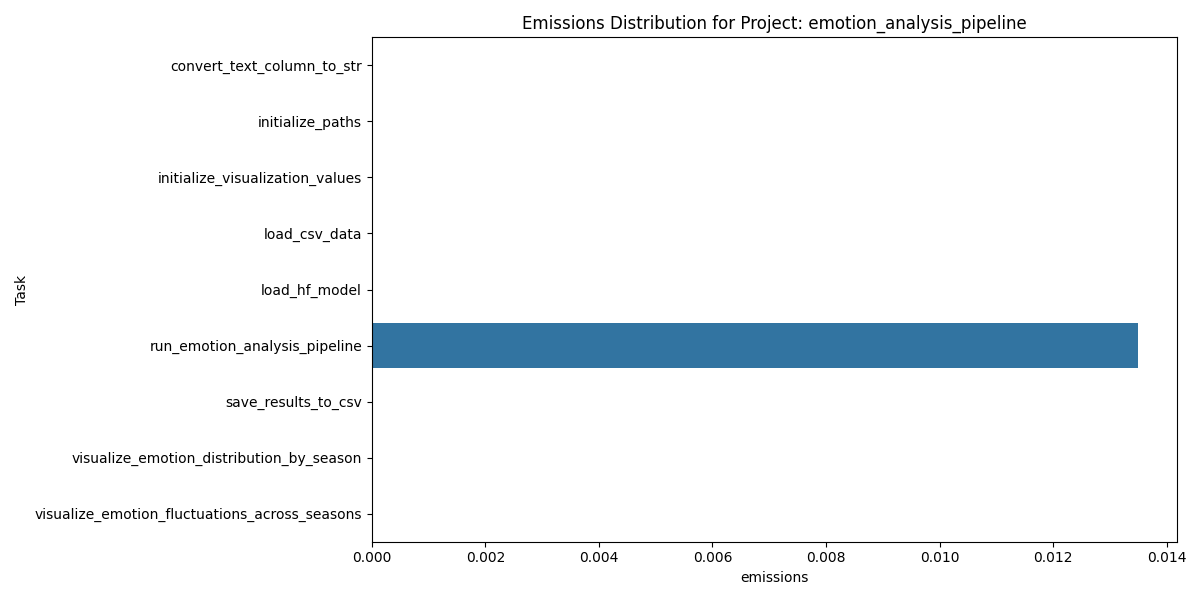 Emissions Distribution for Project: emotion_analysis_pipeline
convert_text_column_to_str
initialize_paths
initialize_visualization_values
load_csv_data
load_hf_model
run_emotion_analysis_pipeline
save_results_to_csv
visualize_emotion_distribution_by_season
visualize_emotion_fluctuations_across_seasons
Task
0.000 0.002 0.004 0.006 0.008 0.010 0.012 0.014
emissions